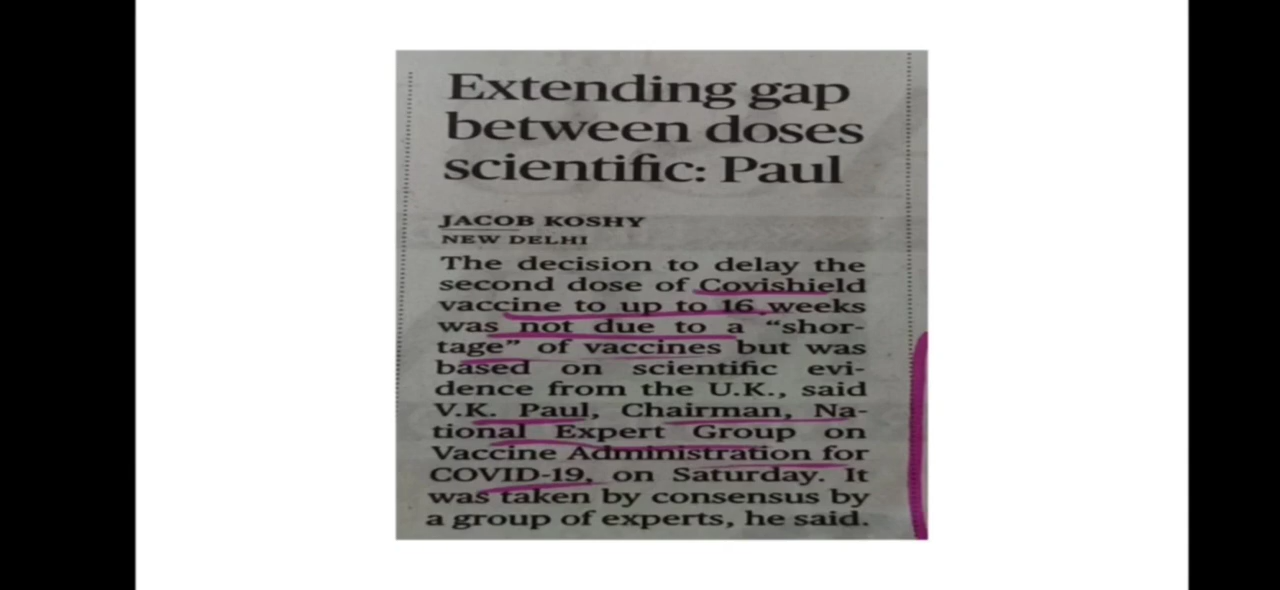 Extending gap
between doses
scientific: Paul
JACOB KOSHY
NEW DELHI
The decision to delay the
second dose of Covishield
vaccine to up to 16 weeks
was not due to a “shor-
tage” of vaccines but was
based on scientific evi-
dence from the U.K., said
V.K. Paul, Chairman, Na-
tional Expert Group on
Vaccine Administration for
COVID-19, on Saturday. It
was taken by consensus by
a group of experts, he said.